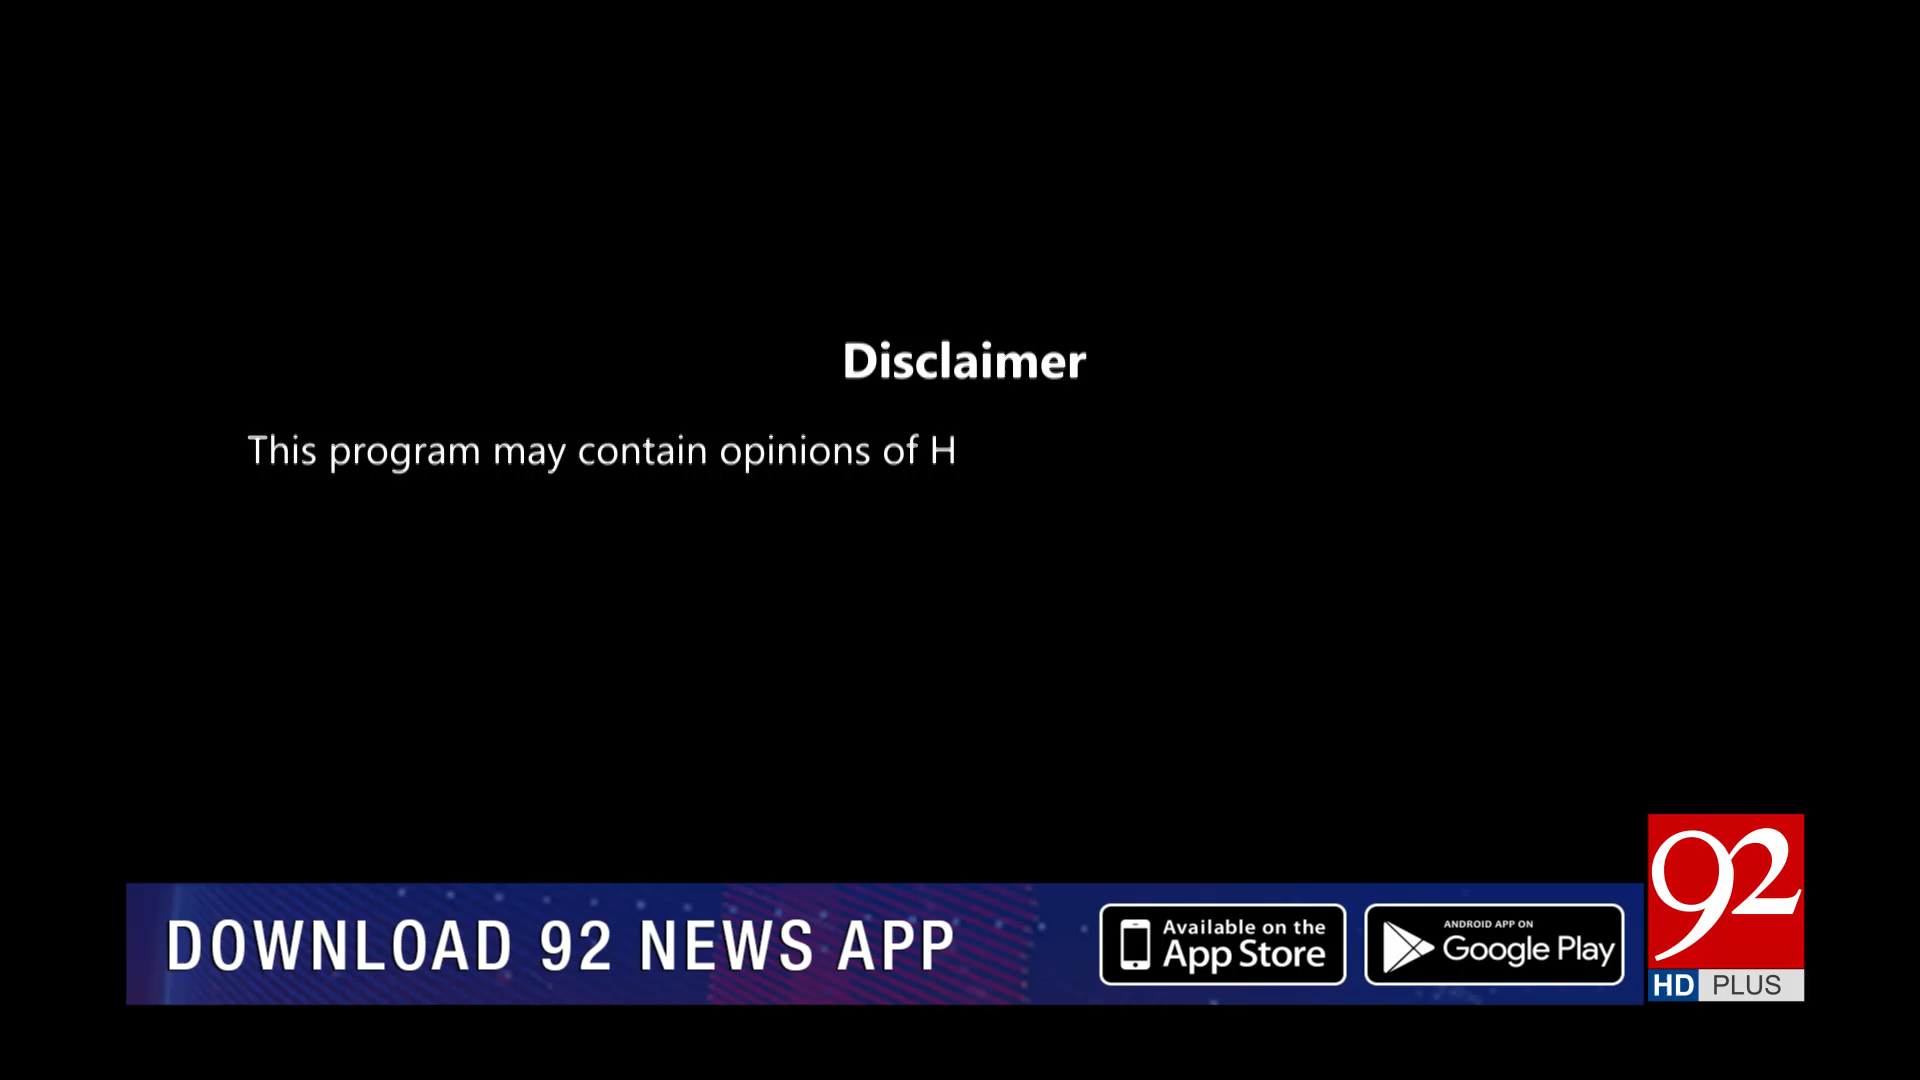 Disclaimer
This program may contain opinions of H
DOWNLOAD 92 NEWS APP
Available on the
App Store
ANDROID APP ON
Google Play
92
HD PLUS